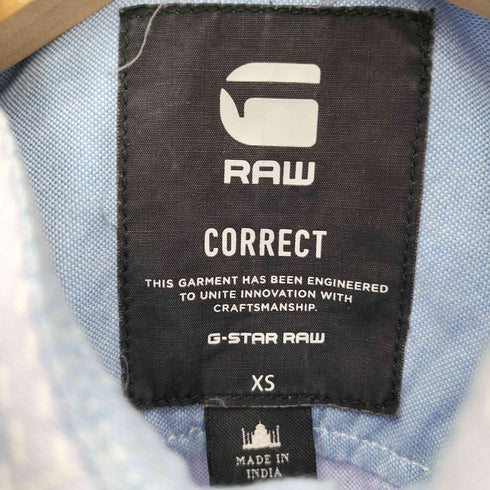 RAW
CORRECT
THIS GARMENT HAS BEEN ENGINEERED
TO UNITE INNOVATION WITH
CRAFTSMANSHIP.
G-STAR RAW
XS
MADE IN
INDIA